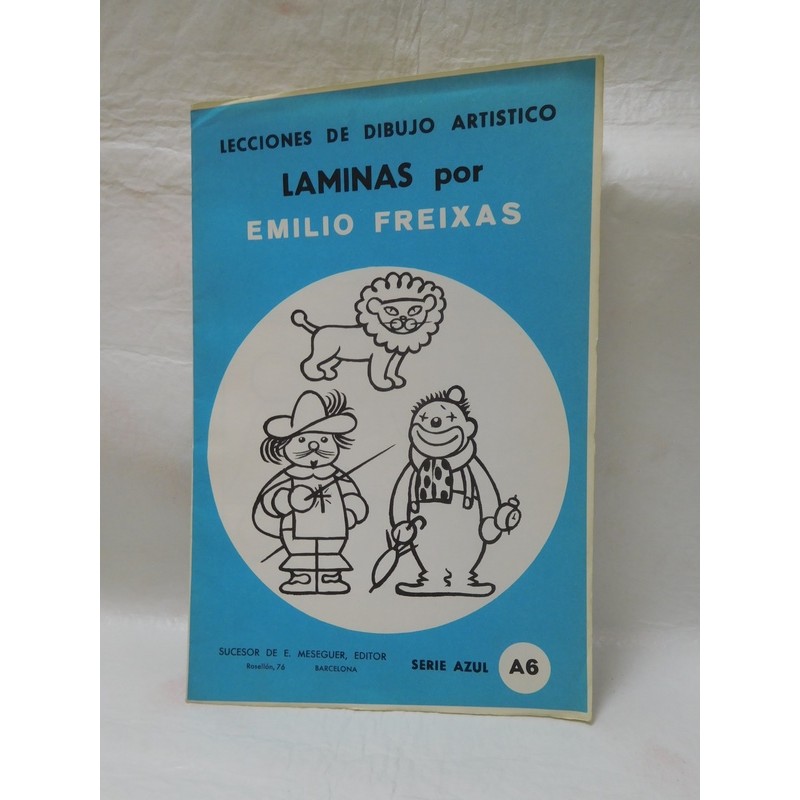 LECCIONES DE DIBUJO ARTISTICO
LAMINAS por
EMILIO FREIXAS
SUCESOR DE E. MESEGUER, EDITOR
Rosellón, 76 BARCELONA
SERIE AZUL A6